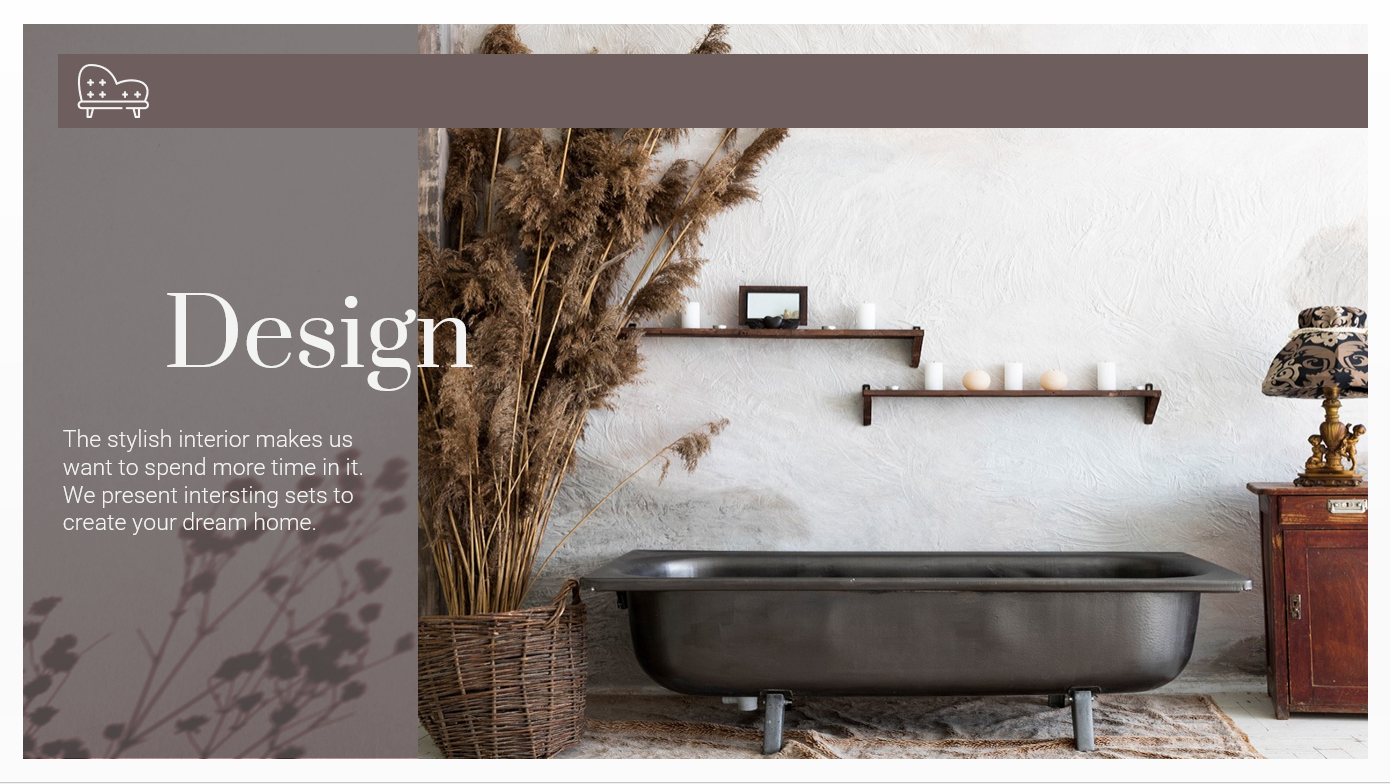 Design
The stylish interior makes us
want to spend more time in it.
We present intersting sets to
create your dream home.